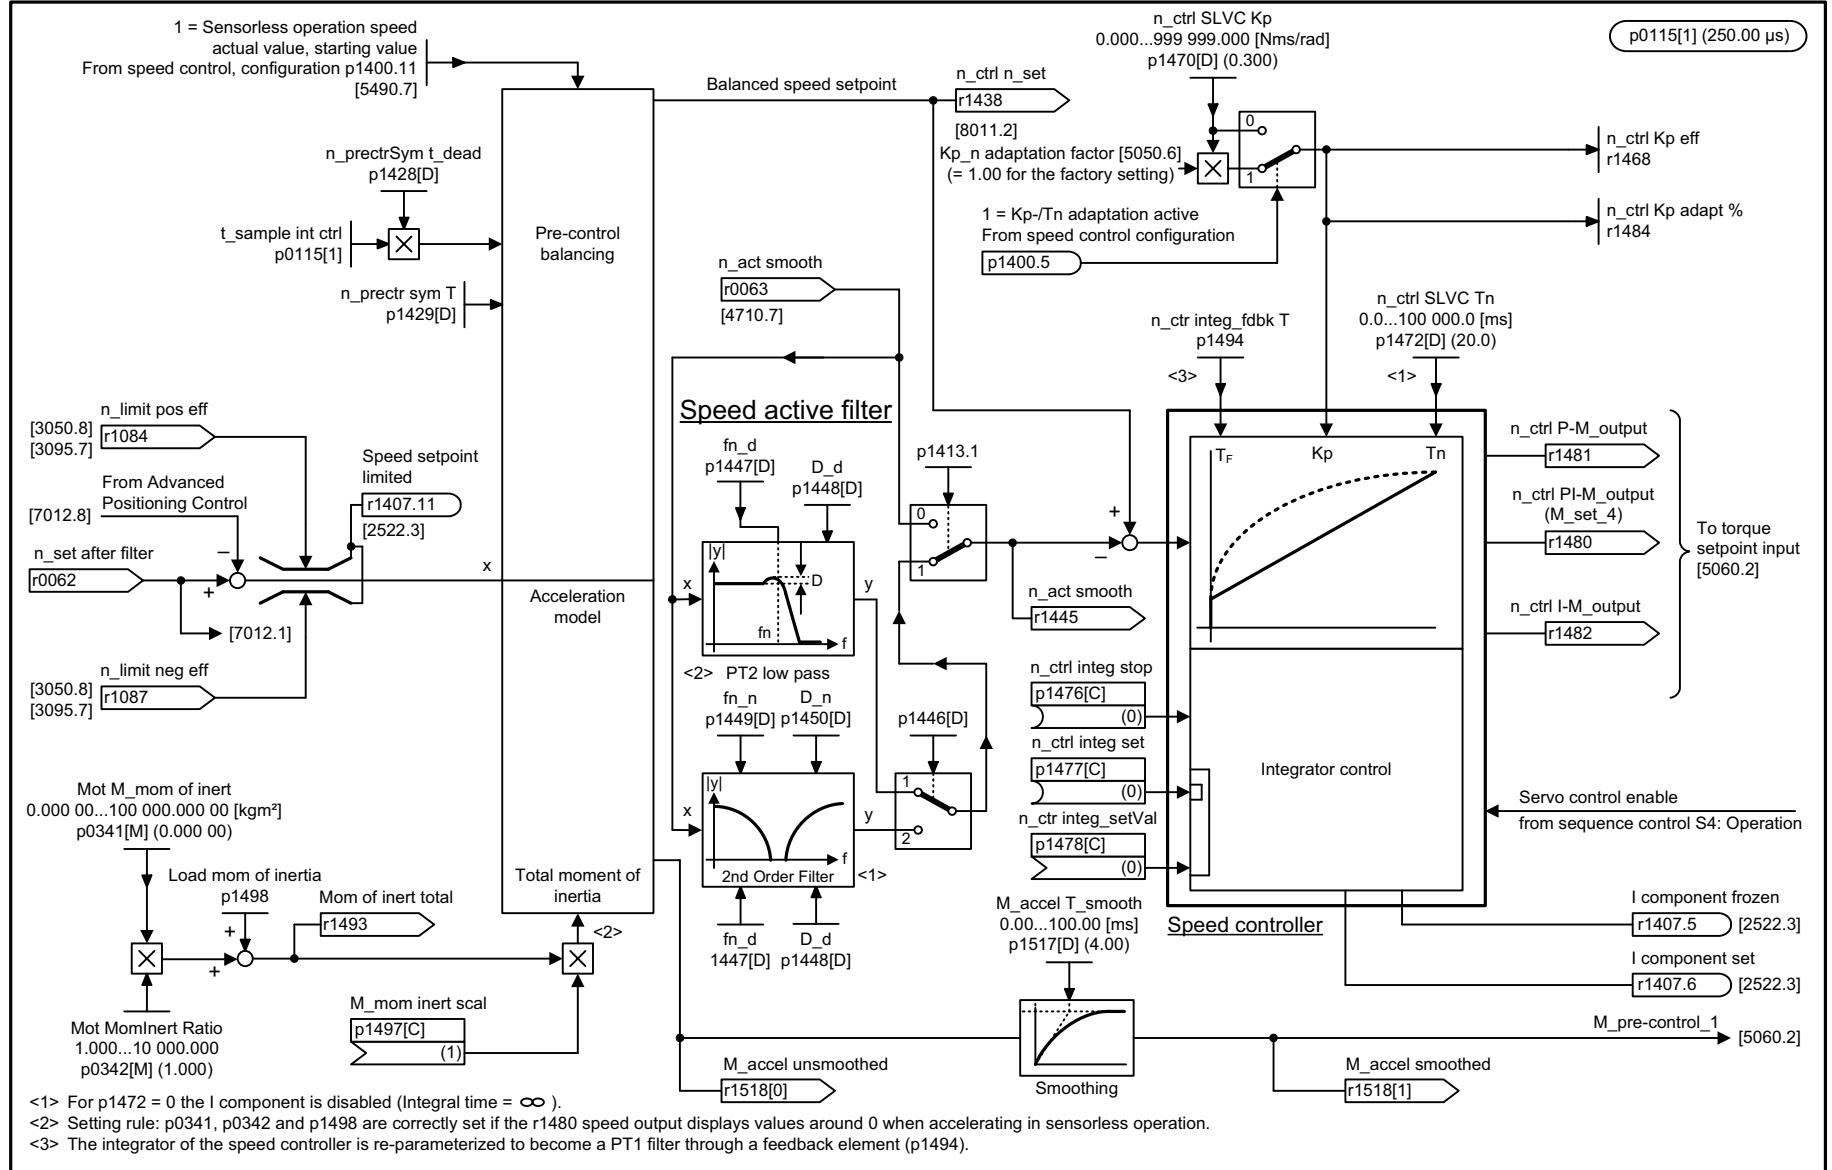 1 = Sensorless operation speed
actual value, starting value
From speed control, configuration p1400.11
[5490.7]
n_ctrl SLVC Kp
0.000...999 999.000 [Nms/rad]
p1470[D] (0.300)
p0115[1] (250.00 µs)
Balanced speed setpoint
n_ctrl n_set
r1438
[8011.2]
Kp_n adaptation factor [5050.6]
(= 1.00 for the factory setting)
0
1
n_ctrl Kp eff
r1468
n_ctrl Kp adapt %
r1484
1 = Kp-/Tn adaptation active
From speed control configuration
p1400.5
n_prectrSym t_dead
p1428[D]
t_sample int ctrl
p0115[1]
n_prectr sym T
p1429[D]
Pre-control
balancing
n_act smooth
r0063
[4710.7]
n_ctr integ_fdbk T
p1494
<3>
n_ctrl SLVC Tn
0.0...100 000.0 [ms]
p1472[D] (20.0)
<1>
n_limit pos eff
[3050.8]
[3095.7]
r1084
From Advanced
Positioning Control
[7012.8]
Speed setpoint
limited
r1407.11
[2522.3]
n_set after filter
r0062
–
+
x
[7012.1]
n_limit neg eff
[3050.8]
[3095.7]
r1087
Acceleration
model
Speed active filter
fn_d
p1447[D]
D_d
p1448[D]
|y|
x
D
y
fn
f
<2> PT2 low pass
p1413.1
0
1
+
–
n_act smooth
r1445
TF
Kp
Tn
n_ctrl P-M_output
r1481
n_ctrl PI-M_output
(M_set_4)
r1480
n_ctrl I-M_output
r1482
To torque
setpoint input
[5060.2]
fn_n
p1449[D]
D_n
p1450[D]
|y|
x
y
f
2nd Order Filter
<1>
fn_d
1447[D]
D_d
p1448[D]
p1446[D]
1
2
n_ctrl integ stop
p1476[C]
(0)
n_ctrl integ set
p1477[C]
(0)
n_ctr integ_setVal
p1478[C]
(0)
Integrator control
Servo control enable
from sequence control S4: Operation
Speed controller
I component frozen
r1407.5
[2522.3]
I component set
r1407.6
[2522.3]
Mot M_mom of inert
0.000 00...100 000.000 00 [kgm²]
p0341[M] (0.000 00)
Load mom of inertia
p1498
+
+
Mom of inert total
r1493
Total moment of
inertia
<2>
Mot MomInert Ratio
1.000...10 000.000
p0342[M] (1.000)
M_mom inert scal
p1497[C]
(1)
M_accel T_smooth
0.00...100.00 [ms]
p1517[D] (4.00)
Smoothing
M_accel unsmoothed
r1518[0]
M_pre-control_1
[5060.2]
M_accel smoothed
r1518[1]
<1> For p1472 = 0 the I component is disabled (Integral time = ∞ ).
<2> Setting rule: p0341, p0342 and p1498 are correctly set if the r1480 speed output displays values around 0 when accelerating in sensorless operation.
<3> The integrator of the speed controller is re-parameterized to become a PT1 filter through a feedback element (p1494).